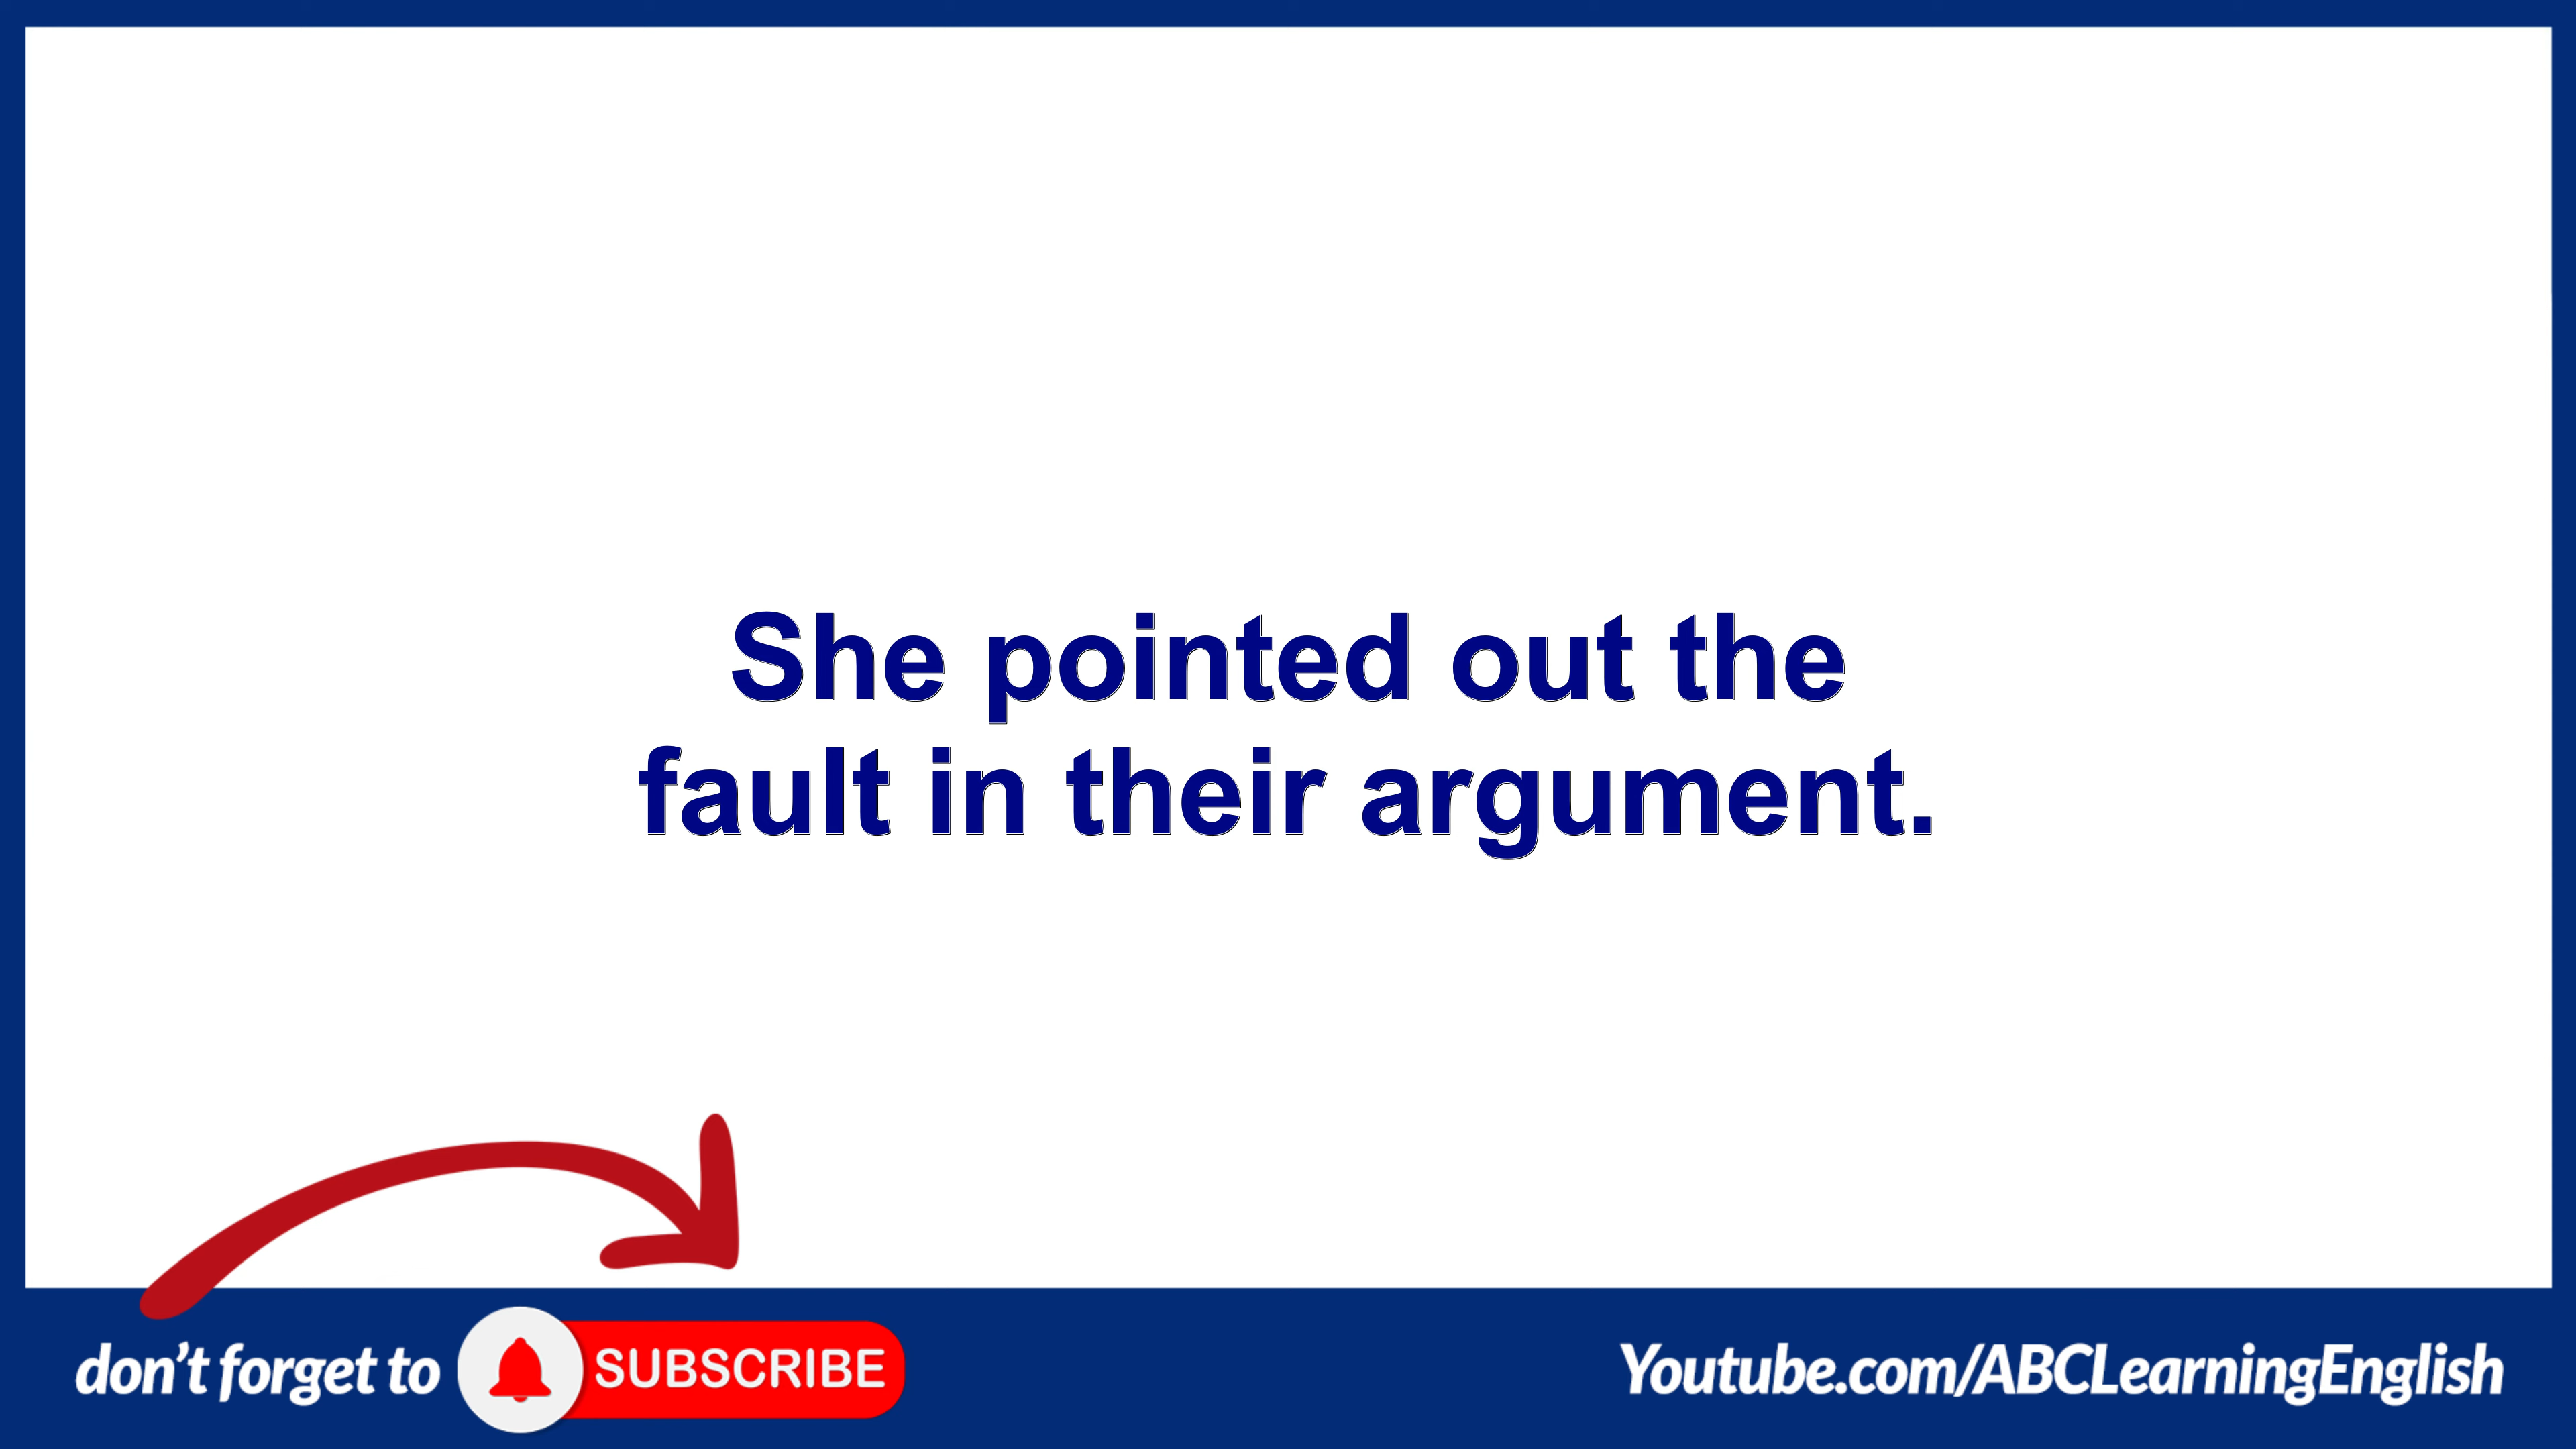 She pointed out the
fault in their argument.
don't forget to SUBSCRIBE
Youtube.com/ABCLearningEnglish